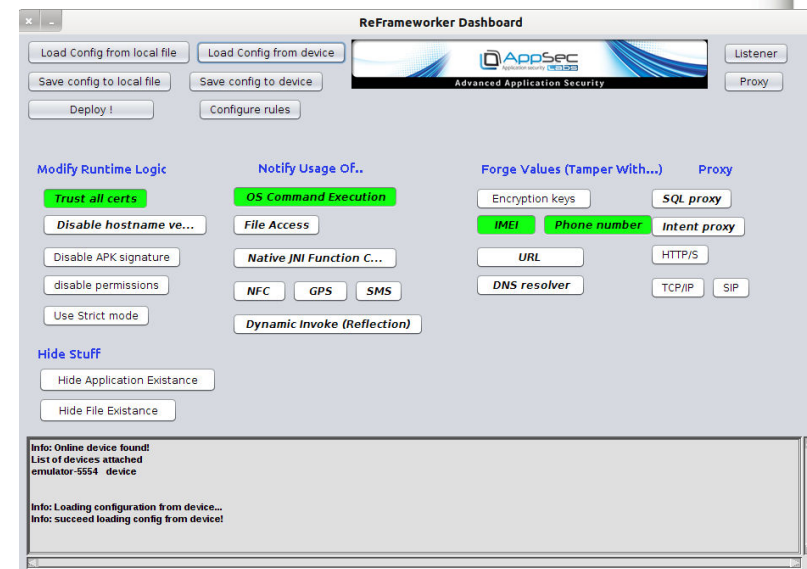 ReFrameworker Dashboard
Load Config from local file Load Config from device Listener
Save config to local file Save config to device Proxy
Deploy ! Configure rules
AppSec
Application security LABS
Advanced Application Security
Modify Runtime Logic Notify Usage Of.. Forge Values (Tamper With...) Proxy
Trust all certs OS Command Execution Encryption keys SQL proxy
Disable hostname ve... File Access IMEI Phone number Intent proxy
Disable APK signature Native JNI Function C... URL HTTP/S
disable permissions NFC GPS SMS DNS resolver TCP/IP SIP
Use Strict mode Dynamic Invoke (Reflection)
Hide Stuff
Hide Application Existance
Hide File Existance
Info: Online device found!
List of devices attached
emulator-5554 device
Info: Loading configuration from device...
Info: succeed loading config from device!